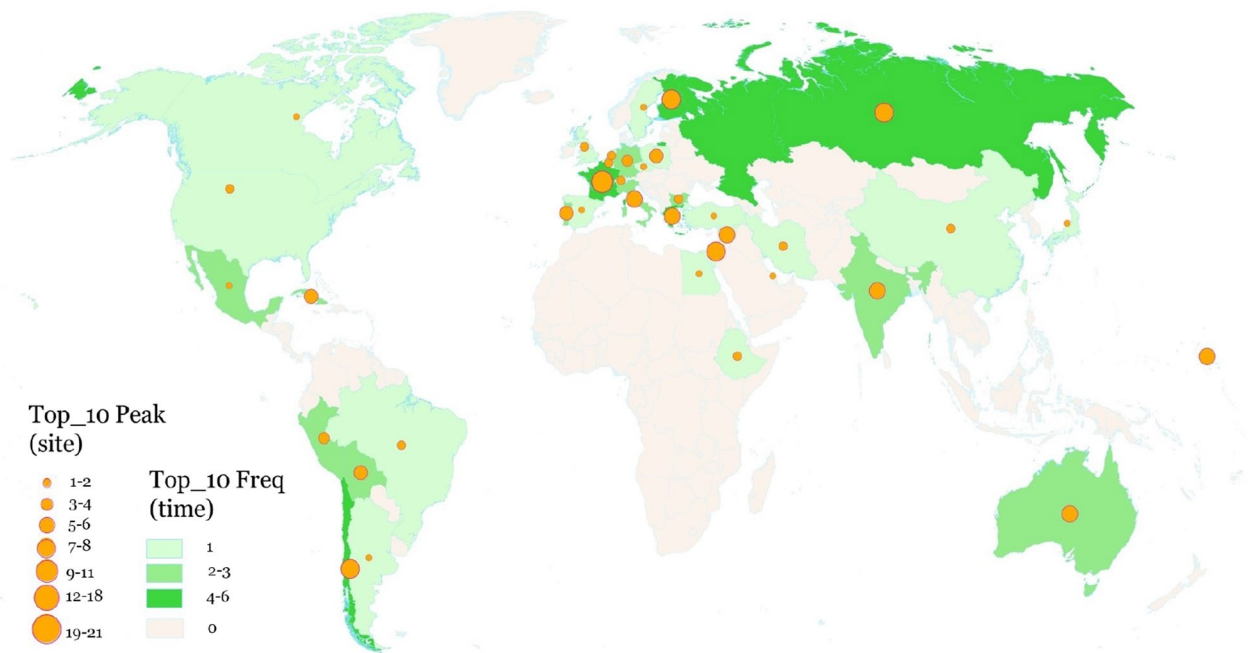 Top_10 Peak
(site)
1-2
3-4
5-6
7-8
9-11
12-18
19-21
Top_10 Freq
(time)
1
2-3
4-6
0